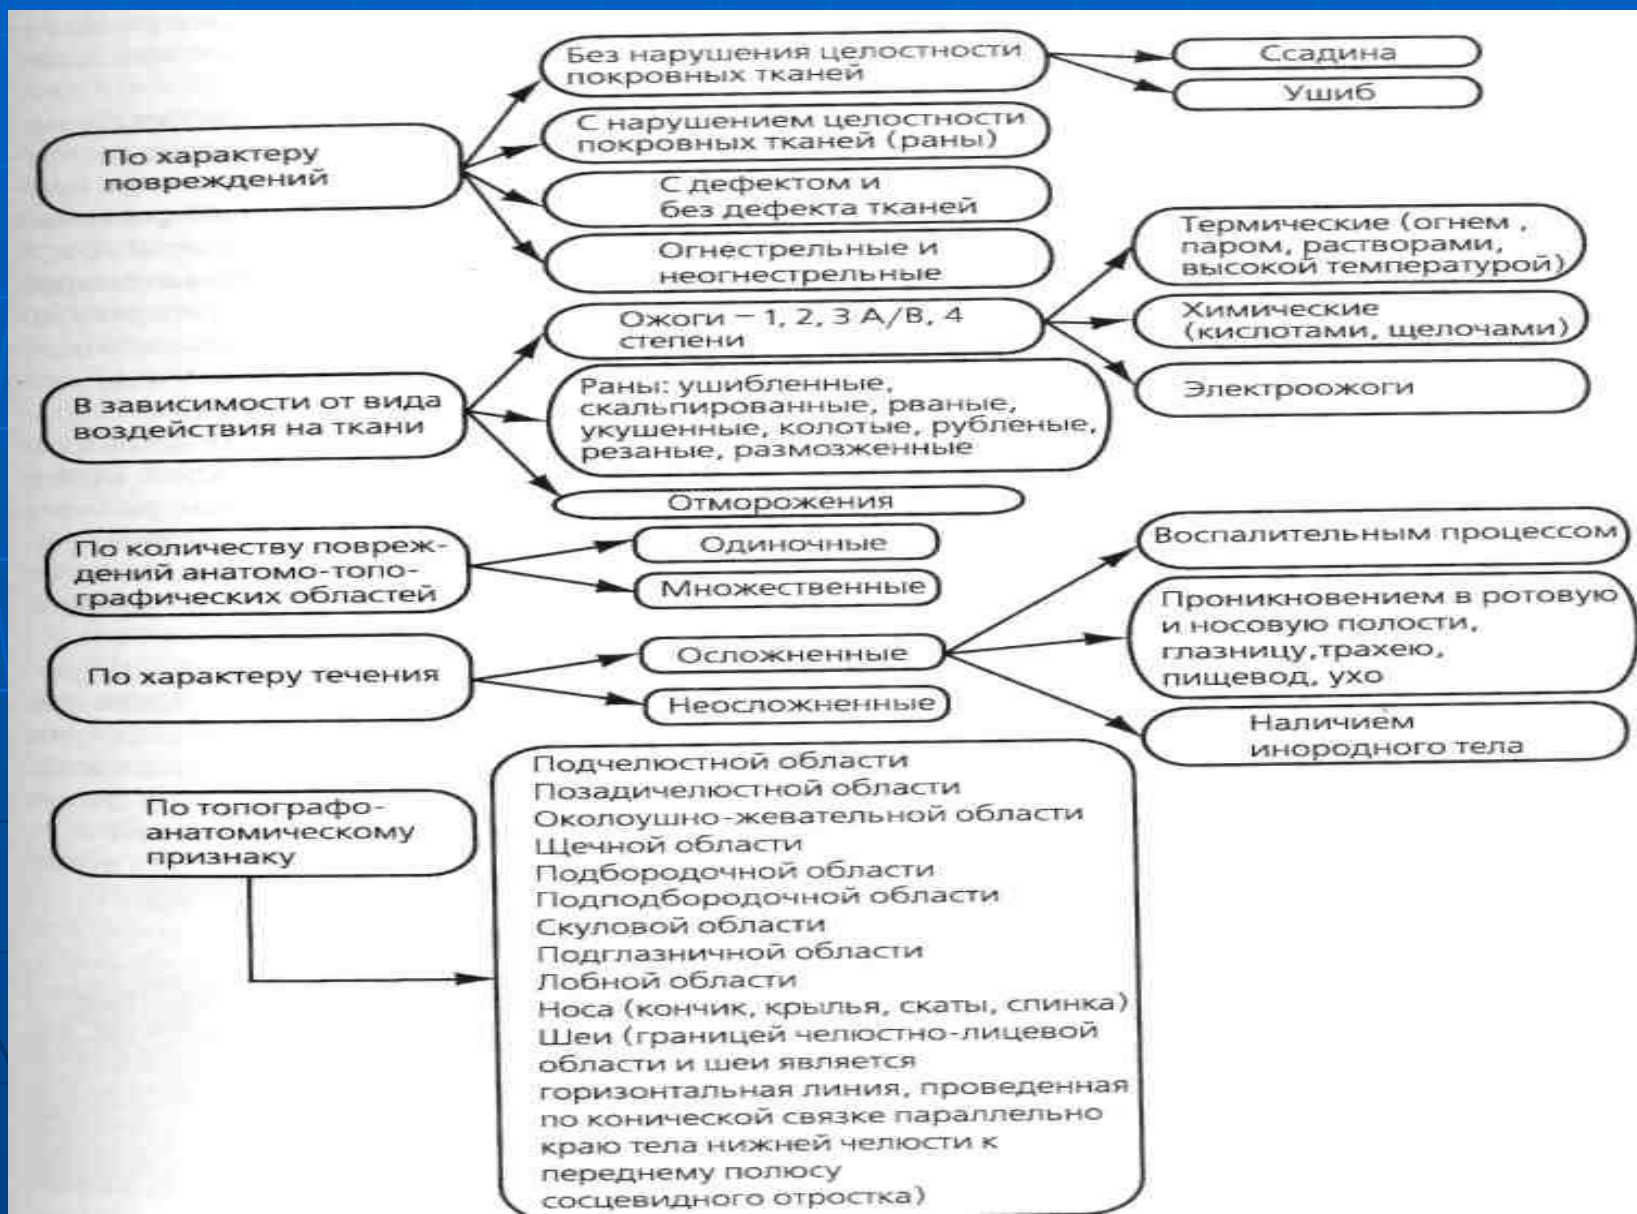 Без нарушения целостности
покровных тканей
Ссадина
Ушиб
По характеру
повреждений
С нарушением целостности
покровных тканей (раны)
С дефектом и
без дефекта тканей
Огнестрельные и
неогнестрельные
Термические (огнем ,
паром, растворами,
высокой температурой)
Ожоги – 1, 2, 3 А/В, 4
степени
Химические
(кислотами, щелочами)
Электроожоги
В зависимости от вида
воздействия на ткани
Раны: ушибленные,
скальпированные, рваные,
укушенные, колотые, рубленые,
резаные, размозженные
Отморожения
По количеству повреж-
дений анатомо-топо-
графических областей
Одиночные
Множественные
Воспалительным процессом
Проникновением в ротовую
и носовую полости,
глазницу,трахею,
пищевод, ухо
По характеру течения
Осложненные
Неосложненные
Наличием
инородного тела
По топографо-
анатомическому
признаку
Подчелюстной области
Позадичелюстной области
Околоушно-жевательной области
Щечной области
Подбородочной области
Подподбородочной области
Скуловой области
Подглазничной области
Лобной области
Носа (кончик, крылья, скаты, спинка)
Шеи (границей челюстно-лицевой
области и шеи является
горизонтальная линия, проведенная
по конической связке параллельно
краю тела нижней челюсти к
переднему полюсу
сосцевидного отростка)